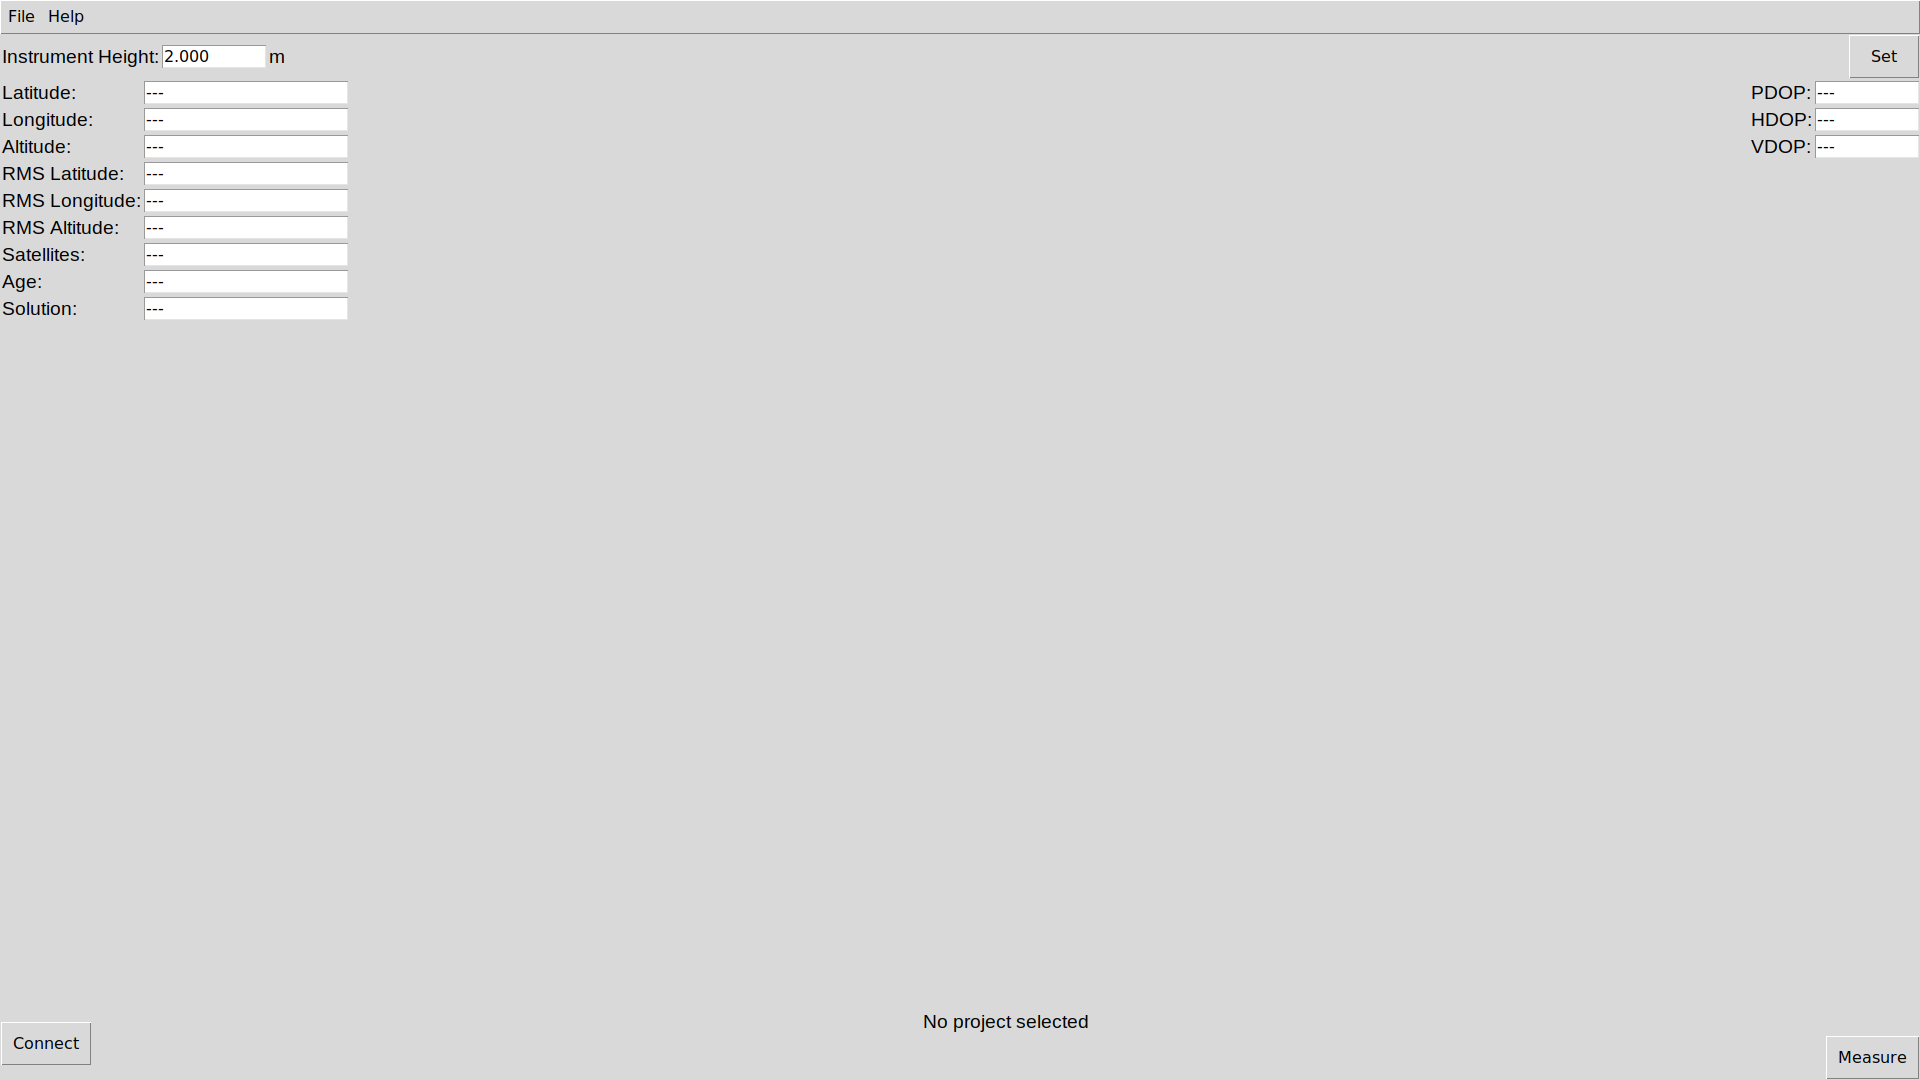 File Help
Instrument Height: 2.000 m Set
Latitude: --- PDOP: ---
Longitude: --- HDOP: ---
Altitude: --- VDOP: ---
RMS Latitude: ---
RMS Longitude: ---
RMS Altitude: ---
Satellites: ---
Age: ---
Solution: ---
No project selected
Connect
Measure